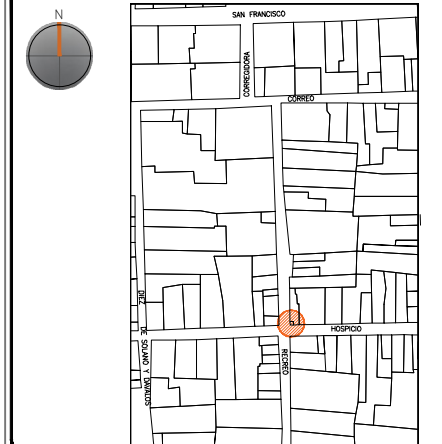 N
SAN FRANCISCO
CORREGIDORA
CORREO
DIEZ DE SOLANO Y DAVALOS
HOSPICIO
RECREO